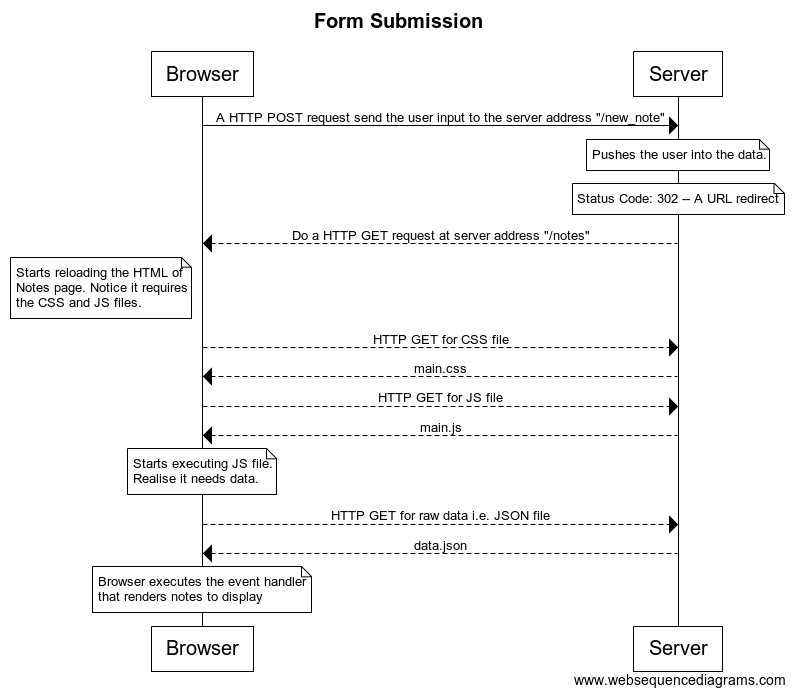 Form Submission
Browser
Server
A HTTP POST request send the user input to the server address "/new_note"
Pushes the user into the data.
Status Code: 302 -- A URL redirect
Do a HTTP GET request at server address "/notes"
Starts reloading the HTML of
Notes page. Notice it requires
the CSS and JS files.
HTTP GET for CSS file
main.css
HTTP GET for JS file
main.js
Starts executing JS file.
Realise it needs data.
HTTP GET for raw data i.e. JSON file
data.json
Browser executes the event handler
that renders notes to display
Browser
Server
www.websequencediagrams.com